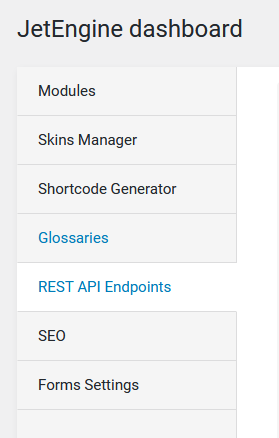 JetEngine dashboard
Modules
Skins Manager
Shortcode Generator
Glossaries
REST API Endpoints
SEO
Forms Settings